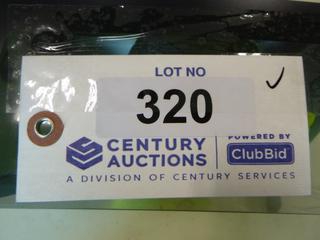 LOT NO
320
CENTURY
AUCTIONS
POWERED BY
ClubBid
A DIVISION OF CENTURY SERVICES